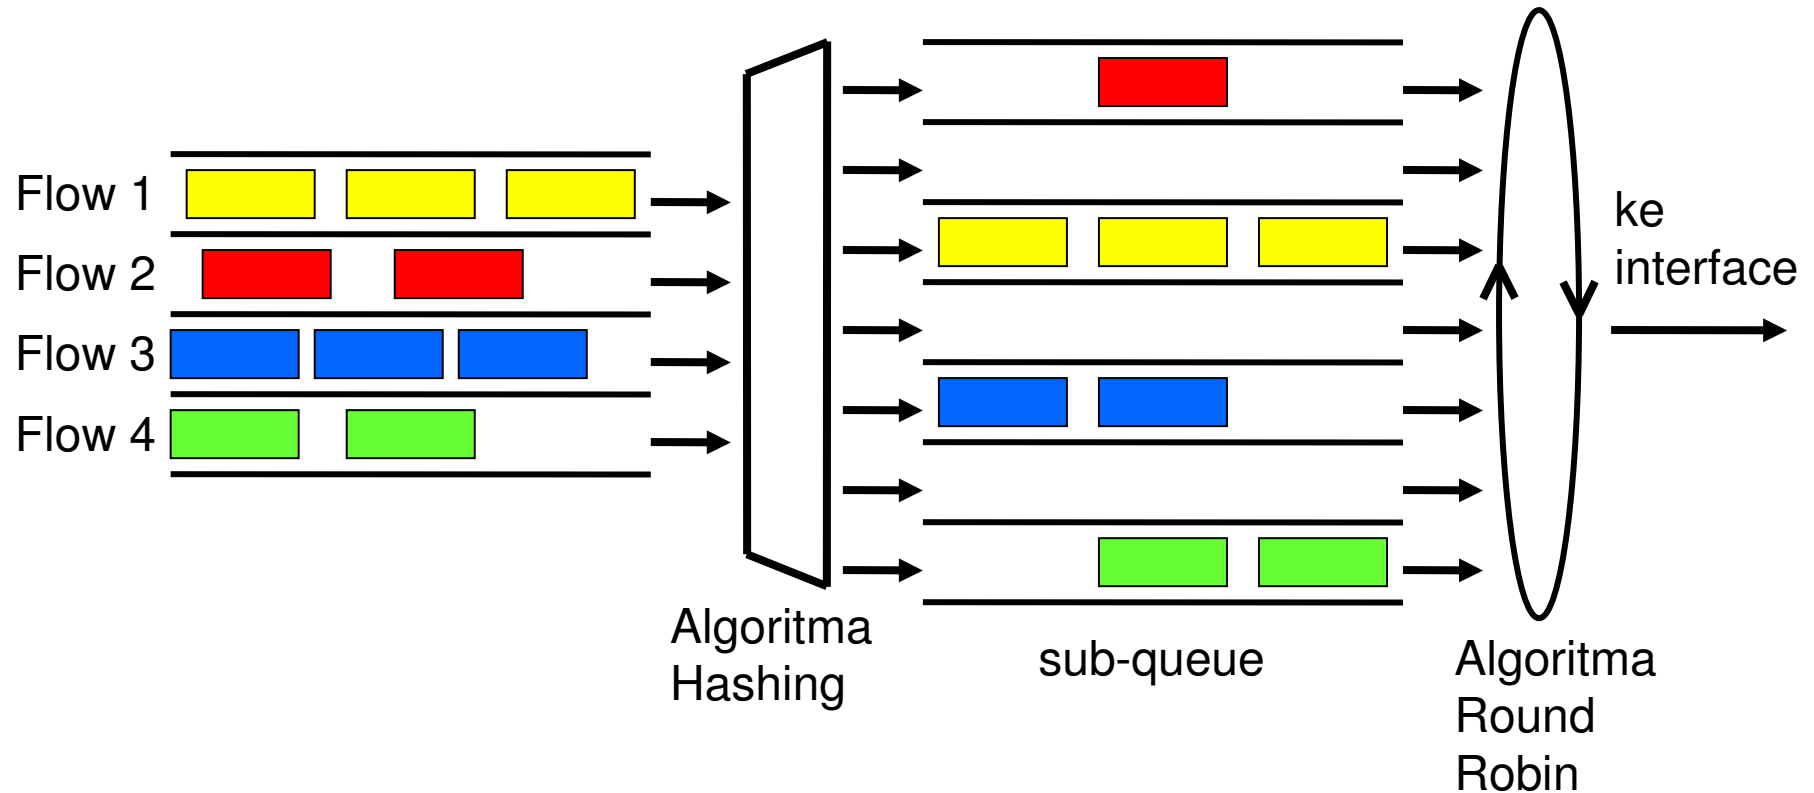 Flow 1
Flow 2
Flow 3
Flow 4
Algoritma
Hashing
sub-queue
Algoritma
Round
Robin
ke
interface